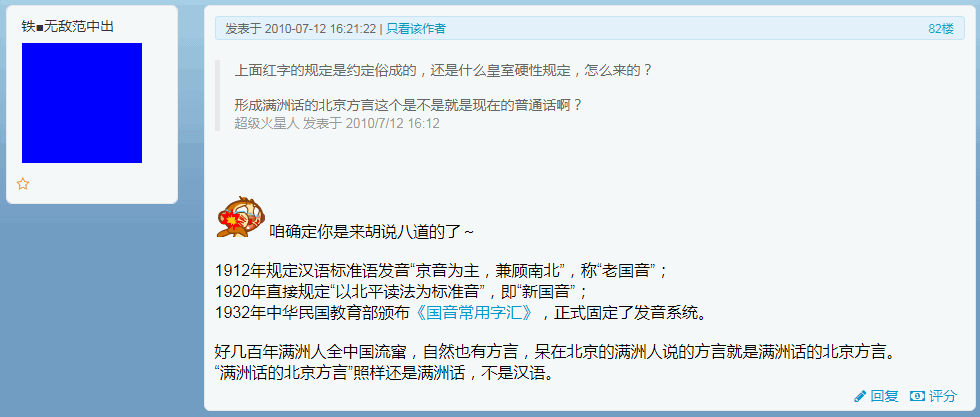 铁■无敌范中出
发表于 2010-07-12 16:21:22 | 只看该作者
82楼
上面红字的规定是约定俗成的，还是什么皇室硬性规定，怎么来的？
形成满洲话的北京方言这个是不是就是现在的普通话啊？
超级火星人 发表于 2010/7/12 16:12
咱确定你是来胡说八道的了～
1912年规定汉语标准语发音“京音为主，兼顾南北”，称“老国音”；
1920年直接规定“以北平读法为标准音”，即“新国音”；
1932年中华民国教育部颁布《国音常用字汇》，正式固定了发音系统。
好几百年满洲人全中国流窜，自然也有方言，呆在北京的满洲人说的方言就是满洲话的北京方言。
“满洲话的北京方言”照样还是满洲话，不是汉语。
回复 评分